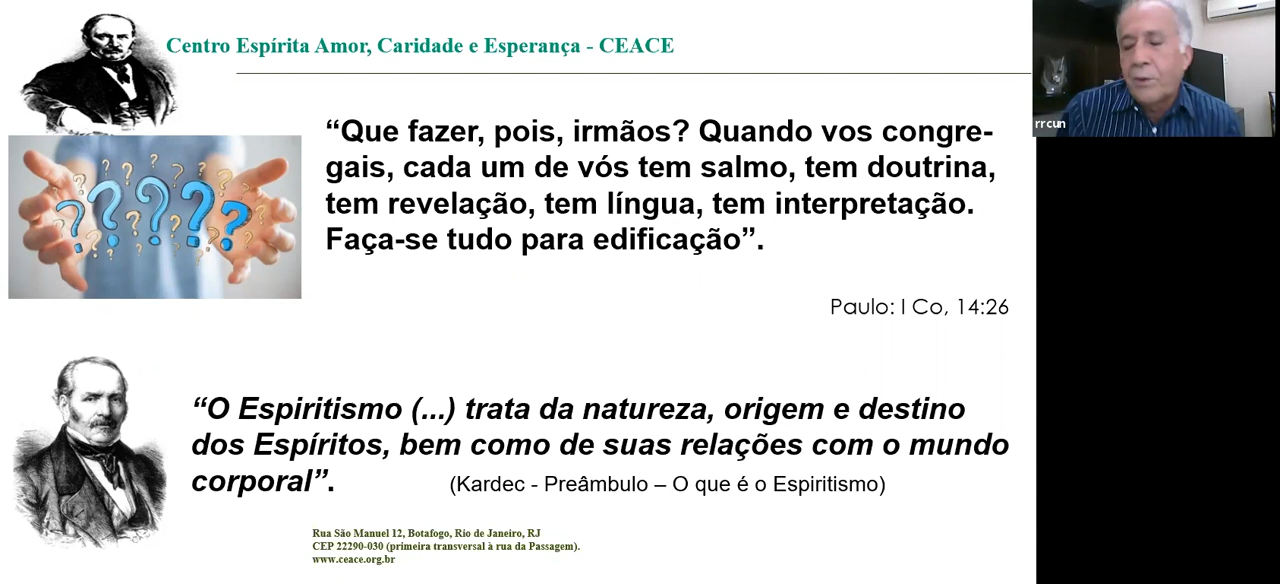 Centro Espírita Amor, Caridade e Esperança - CEACE
rrcun
“Que fazer, pois, irmãos? Quando vos congre-
gais, cada um de vós tem salmo, tem doutrina,
tem revelação, tem língua, tem interpretação.
Faça-se tudo para edificação”.
Paulo: I Co, 14:26
“O Espiritismo (...) trata da natureza, origem e destino
dos Espíritos, bem como de suas relações com o mundo
corporal”.
(Kardec - Preâmbulo – O que é o Espiritismo)
Rua São Manuel 12, Botafogo, Rio de Janeiro, RJ
CEP 22290-030 (primeira transversal à rua da Passagem).
www.ceace.org.br